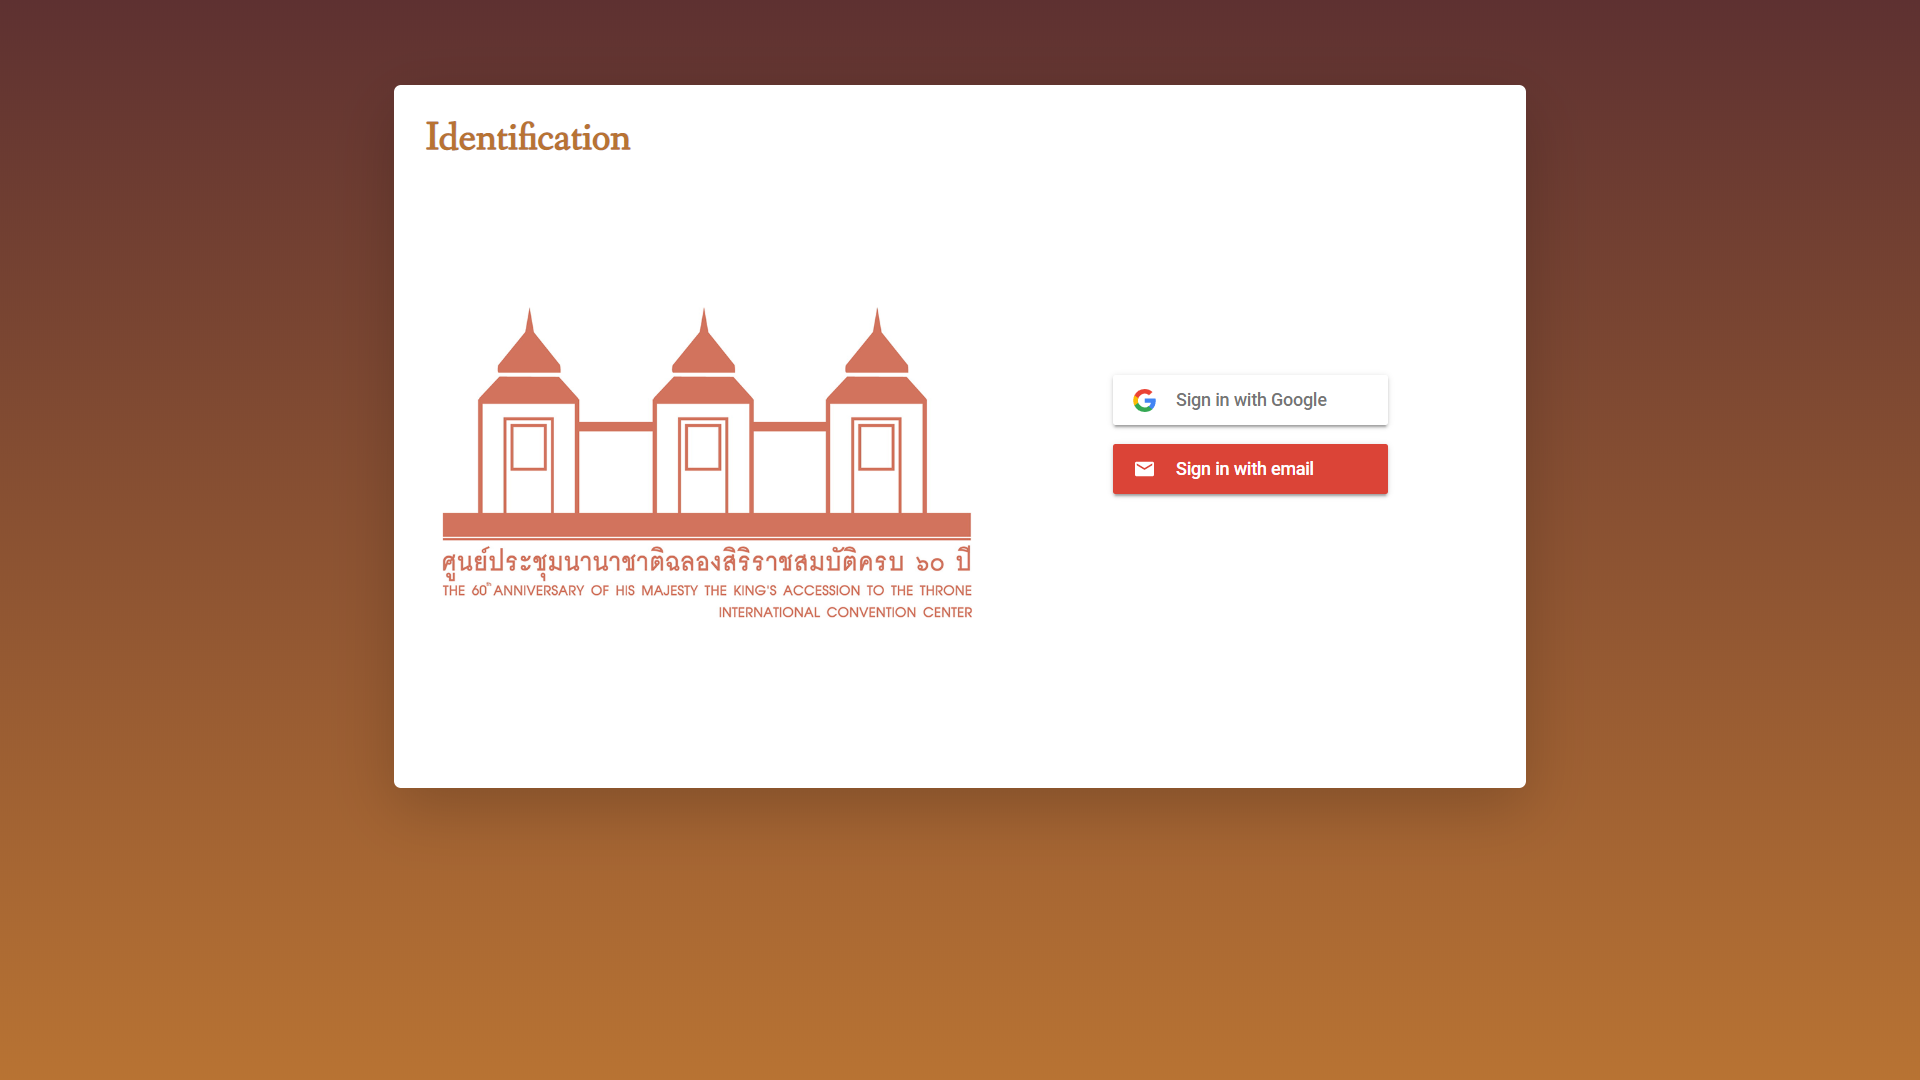 Identification
ศูนย์ประชุมนานาชาติฉลองสิริราชสมบัติครบ ๖๐ ปี
THE 60th ANNIVERSARY OF HIS MAJESTY THE KING'S ACCESSION TO THE THRONE
INTERNATIONAL CONVENTION CENTER
Sign in with Google
Sign in with email